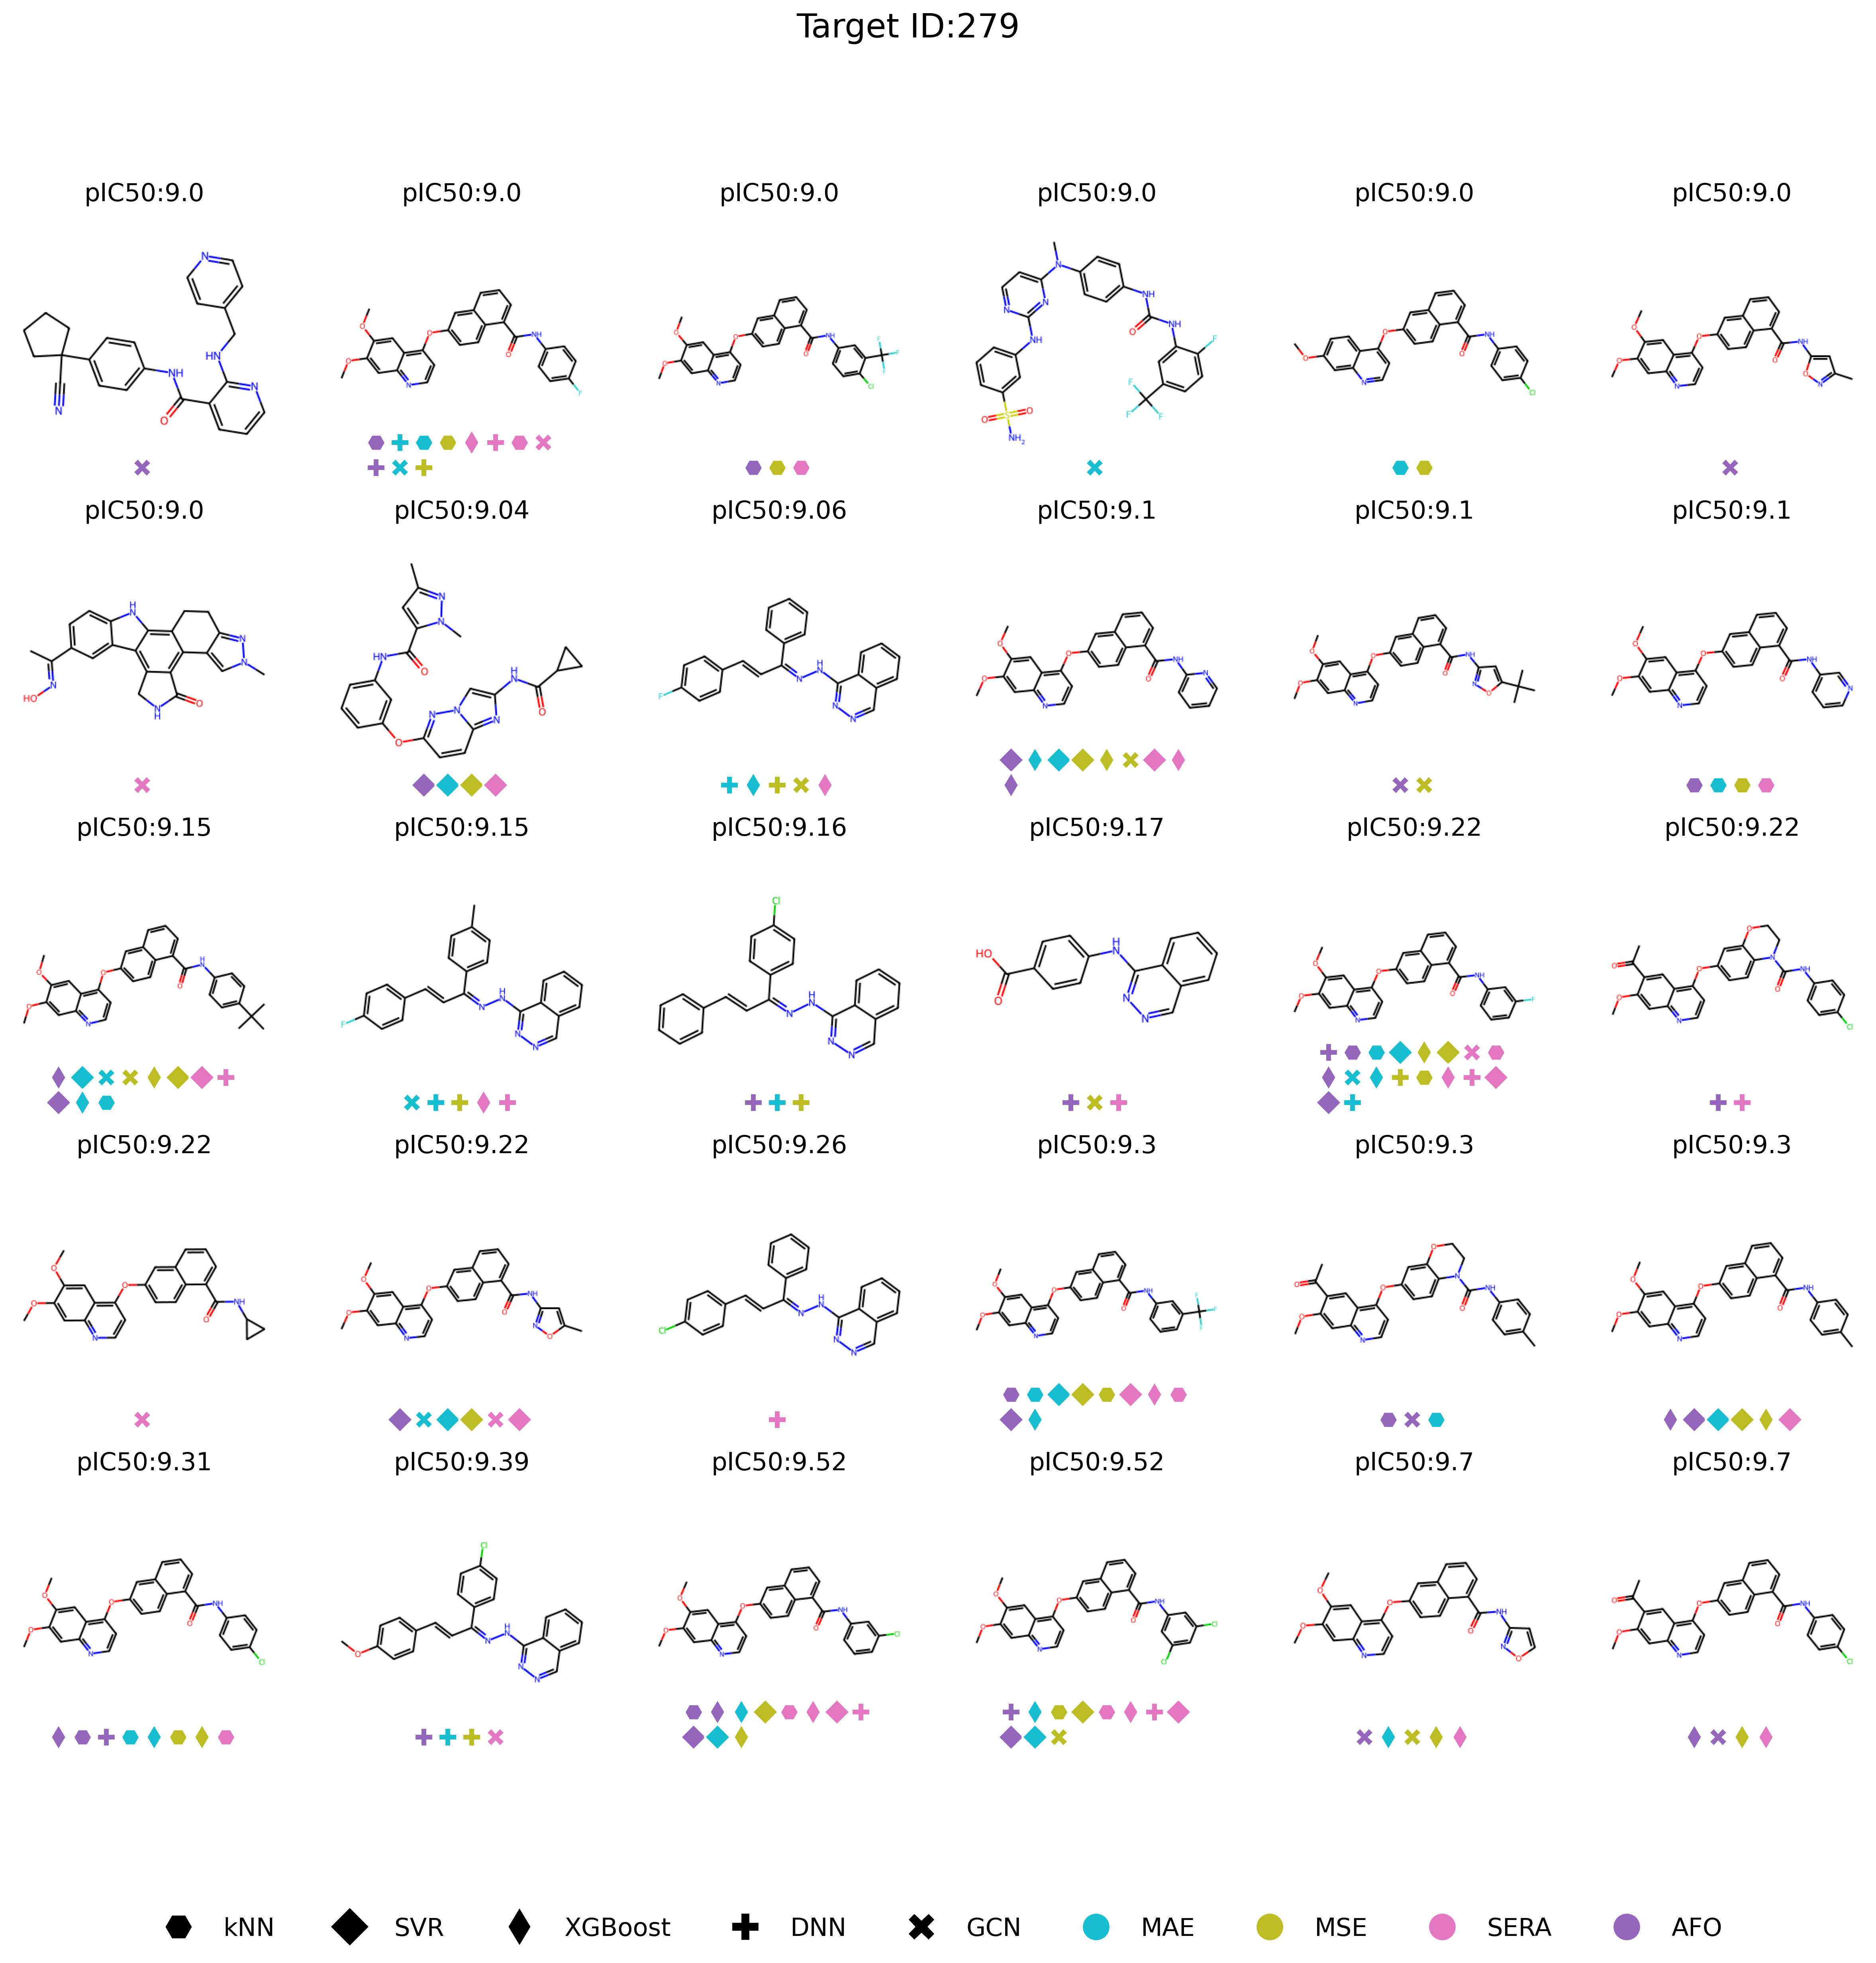 Target ID:279
pIC50:9.0 pIC50:9.0 pIC50:9.0 pIC50:9.0 pIC50:9.0 pIC50:9.0
pIC50:9.0 pIC50:9.04 pIC50:9.06 pIC50:9.1 pIC50:9.1 pIC50:9.1
pIC50:9.15 pIC50:9.15 pIC50:9.16 pIC50:9.17 pIC50:9.22 pIC50:9.22
pIC50:9.22 pIC50:9.22 pIC50:9.26 pIC50:9.3 pIC50:9.3 pIC50:9.3
pIC50:9.31 pIC50:9.39 pIC50:9.52 pIC50:9.52 pIC50:9.7 pIC50:9.7
kNN SVR XGBoost DNN GCN MAE MSE SERA AFO